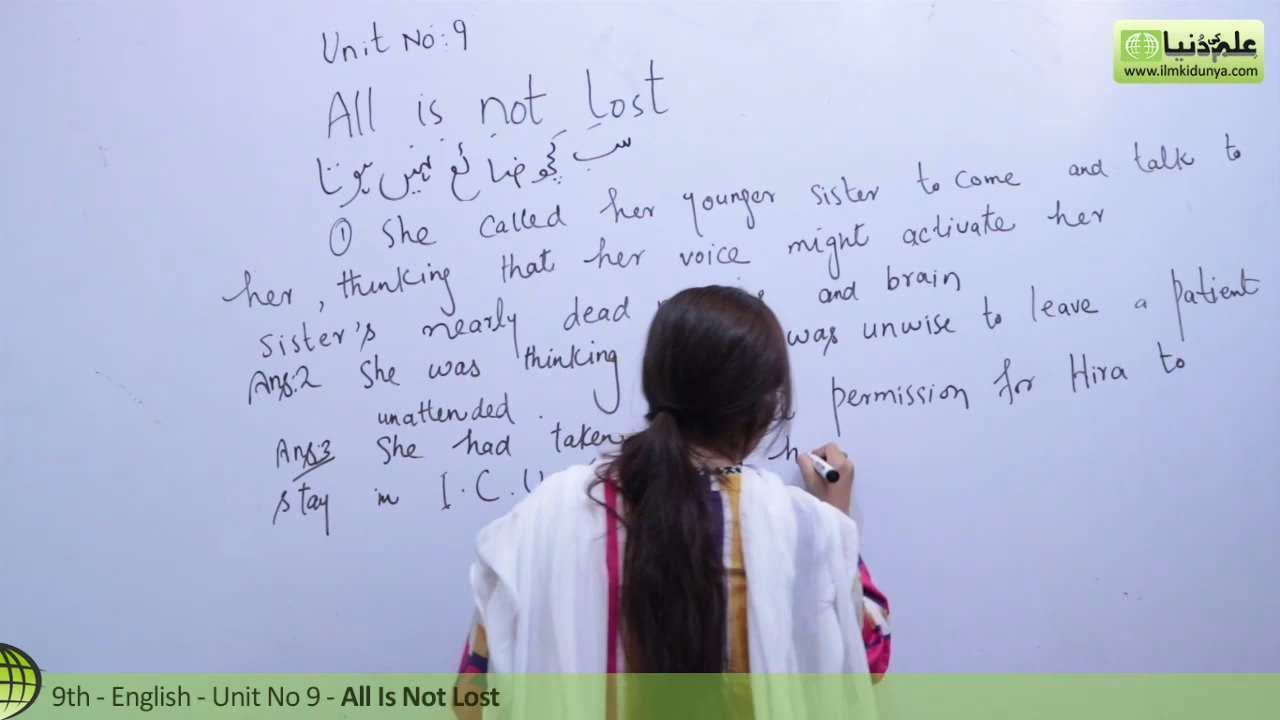 Unit No:9
علم کی دنیا
www.ilmkidunya.com
All is not Lost
سب کچھ ضائع نہیں ہوتا
① She called her younger sister to come and talk to
her, thinking that her voice might activate her
sister's nearly dead and brain
Ans:2 She was thinking was unwise to leave a patient
unattended.
Ans:3 She had taken permission for Hira to
stay in I.C.U h
9th - English - Unit No 9 - All Is Not Lost